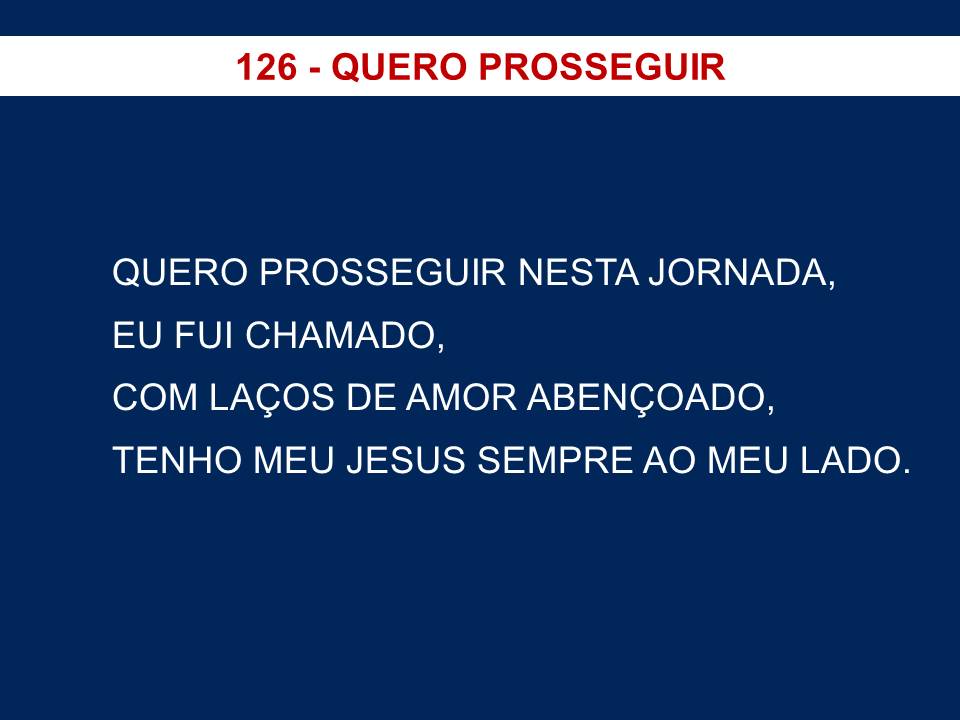 126 - QUERO PROSSEGUIR
QUERO PROSSEGUIR NESTA JORNADA,
EU FUI CHAMADO,
COM LAÇOS DE AMOR ABENÇOADO,
TENHO MEU JESUS SEMPRE AO MEU LADO.